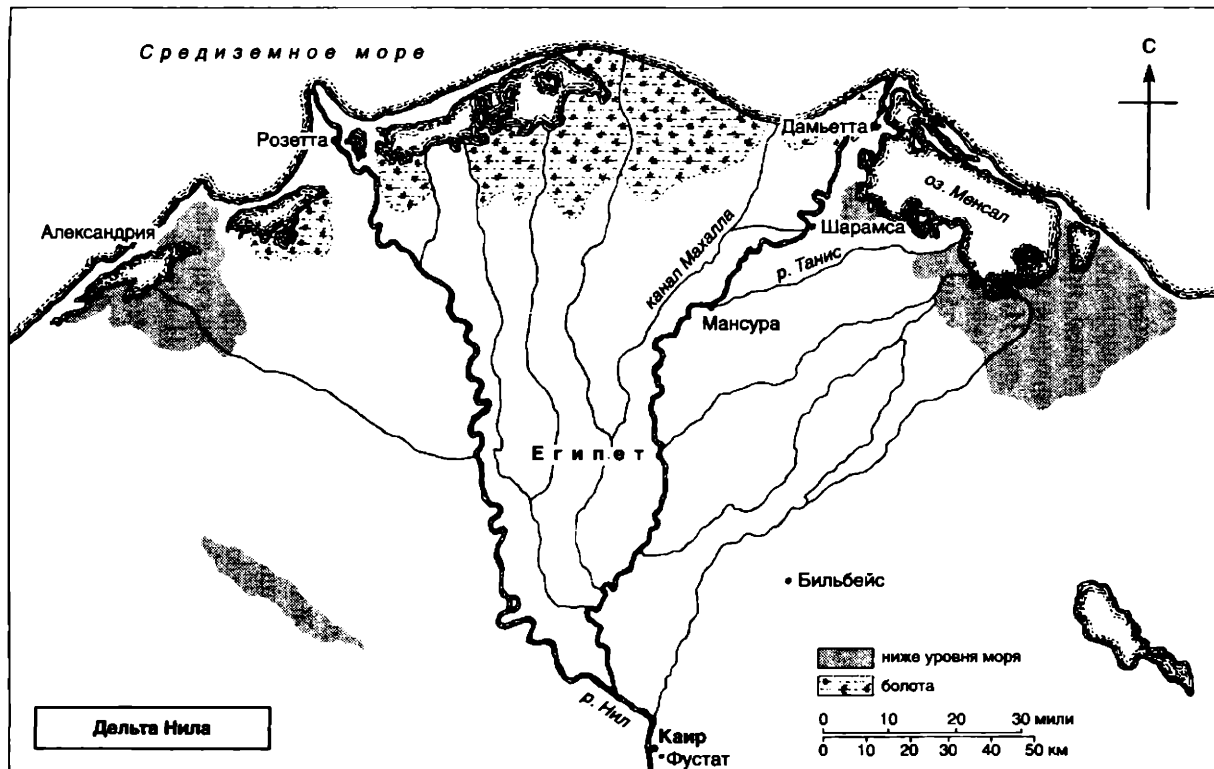 Средиземное море
С
Розетта
Дамьетта
оз. Менсал
Александрия
Шарамса
канал Махалла
р. Танис
Мансура
Египет
Бильбейс
ниже уровня моря
болота
р. Нил
Дельта Нила
0 10 20 30 мили
0 10 20 30 40 50 км
Каир
Фустат